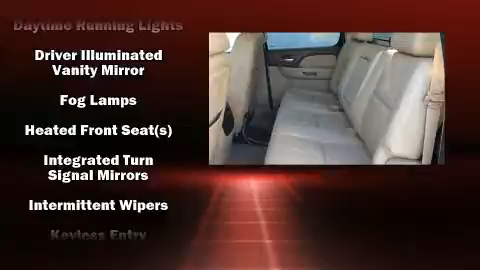 Daytime Running Lights
Driver Illuminated
Vanity Mirror
Fog Lamps
Heated Front Seat(s)
Integrated Turn
Signal Mirrors
Intermittent Wipers
Keyless Entry